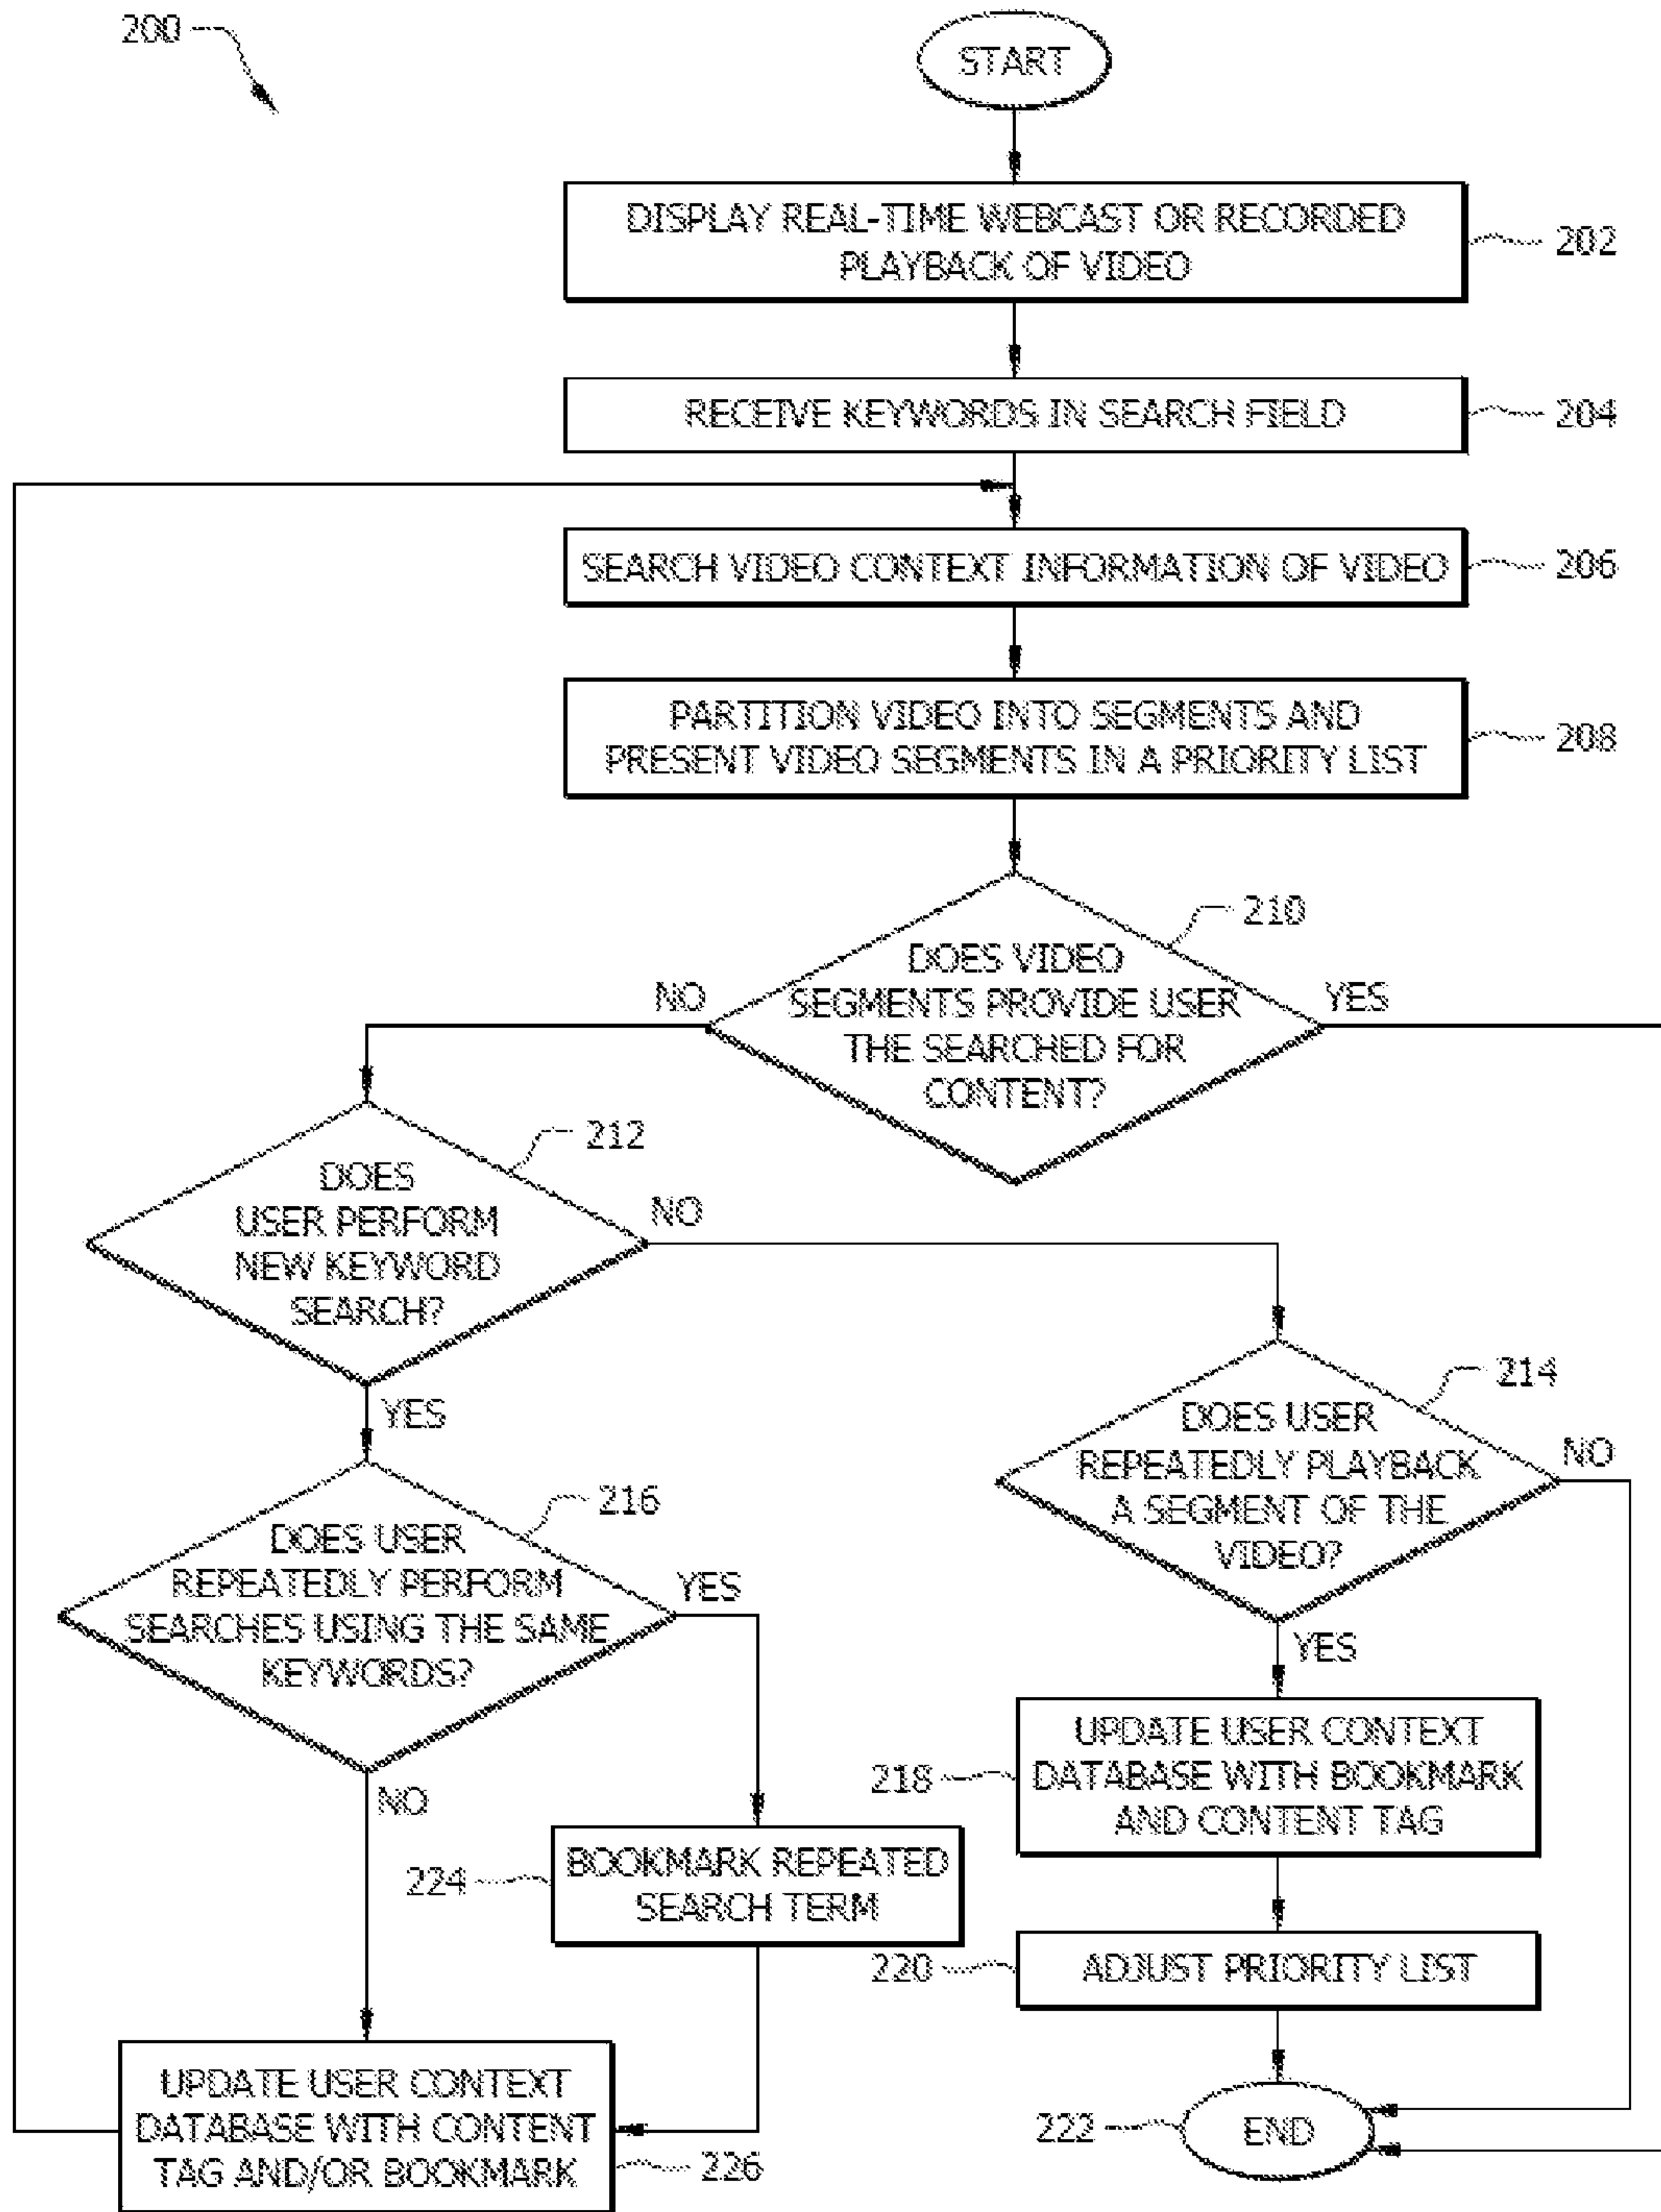 200
START
DISPLAY REAL-TIME WEBCAST OR RECORDED
PLAYBACK OF VIDEO
202
RECEIVE KEYWORDS IN SEARCH FIELD
204
SEARCH VIDEO CONTEXT INFORMATION OF VIDEO
206
PARTITION VIDEO INTO SEGMENTS AND
PRESENT VIDEO SEGMENTS IN A PRIORITY LIST
208
210
DOES VIDEO
SEGMENTS PROVIDE USER
THE SEARCHED FOR
CONTENT?
NO
YES
212
DOES
USER PERFORM
NEW KEYWORD
SEARCH?
NO
YES
214
DOES USER
REPEATEDLY PLAYBACK
A SEGMENT OF THE
VIDEO?
NO
YES
216
DOES USER
REPEATEDLY PERFORM
SEARCHES USING THE SAME
KEYWORDS?
YES
NO
218
UPDATE USER CONTEXT
DATABASE WITH BOOKMARK
AND CONTENT TAG
224
BOOKMARK REPEATED
SEARCH TERM
220
ADJUST PRIORITY LIST
UPDATE USER CONTEXT
DATABASE WITH CONTENT
TAG AND/OR BOOKMARK
226
222
END